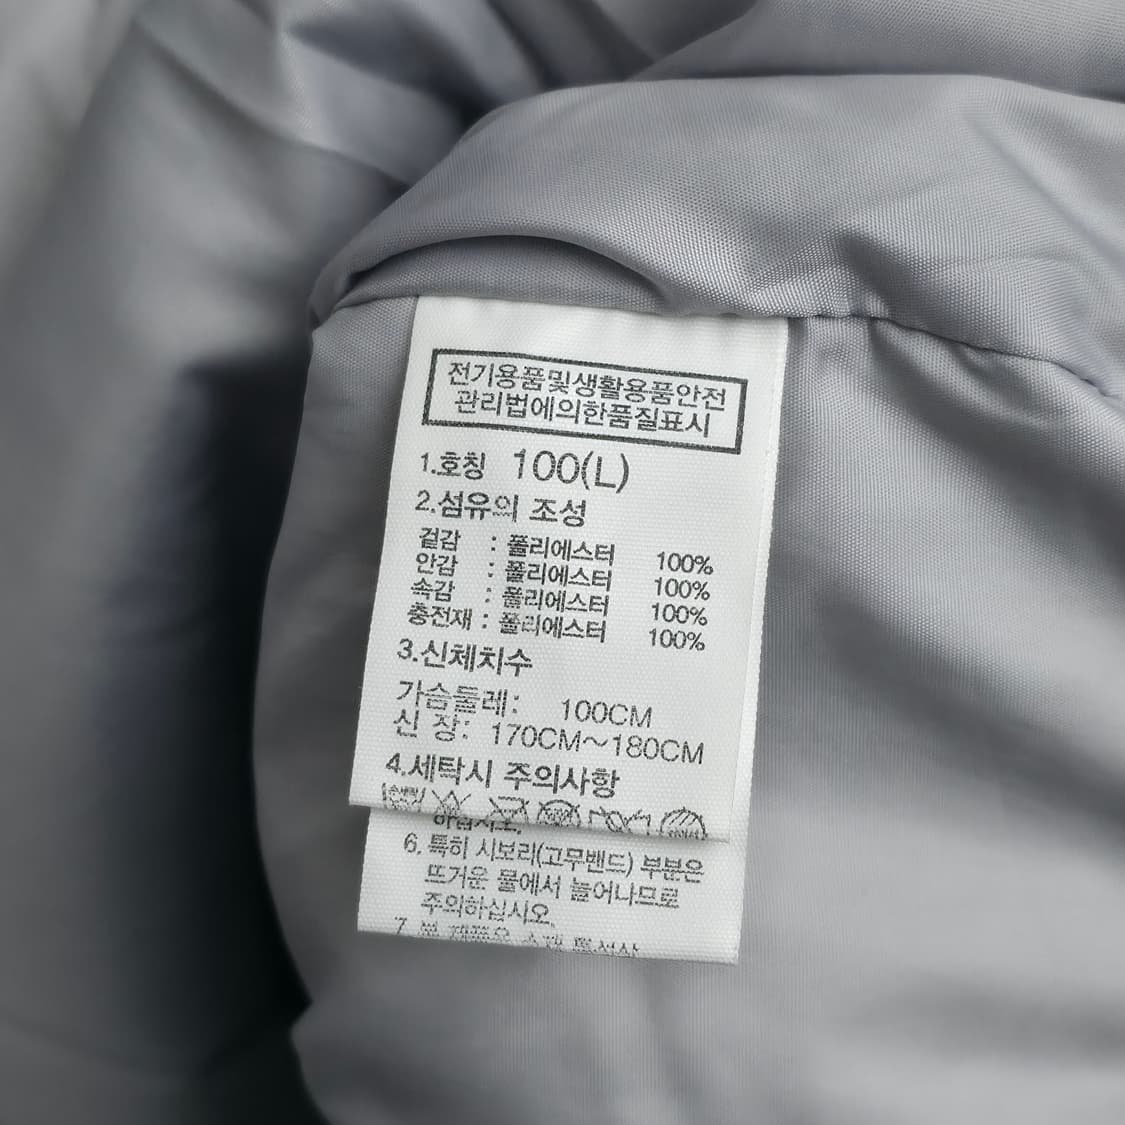 전기용품및생활용품안전
관리법에의한품질표시
1.호칭 100(L)
2.섬유의 조성
겉감 : 폴리에스터 100%
안감 : 폴리에스터 100%
속감 : 폴리에스터 100%
충전재 : 폴리에스터 100%
3.신체치수
가슴둘레: 100CM
신 장: 170CM~180CM
4.세탁시 주의사항
6. 특히 시보리(고무밴드) 부분은
뜨거운 물에서 늘어나므로
주의하십시오.